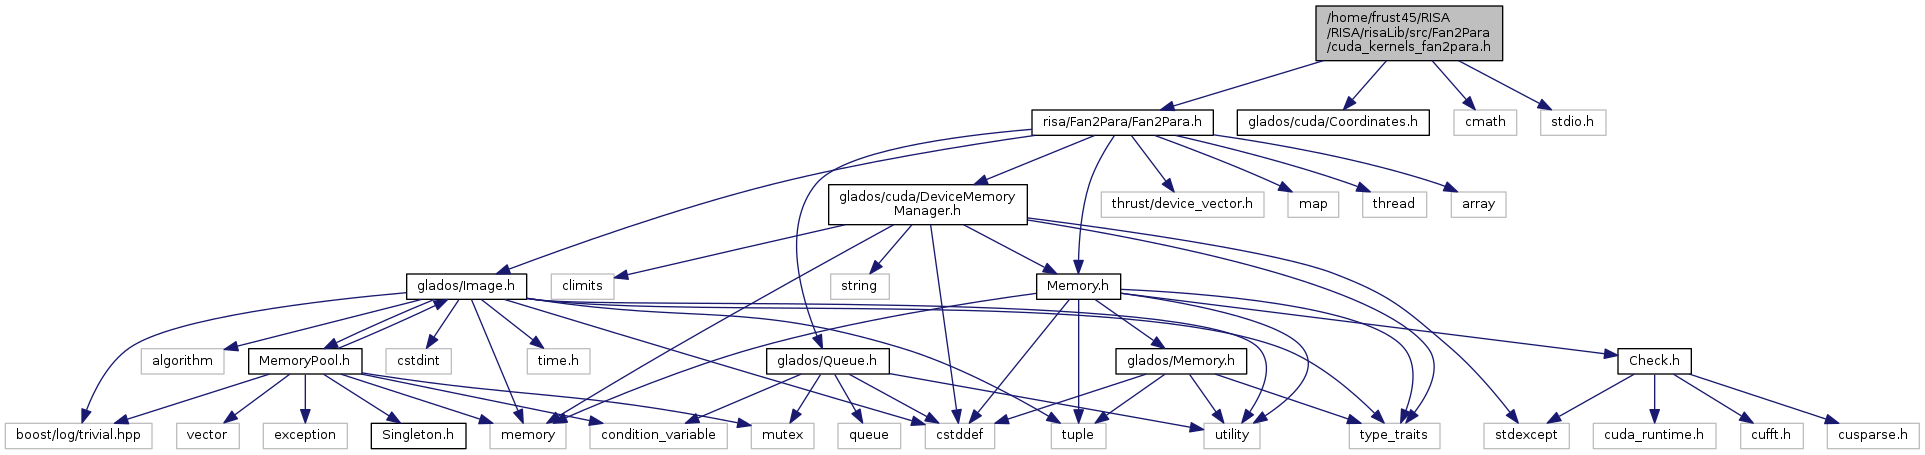 /home/frust45/RISA
/RISA/risaLib/src/Fan2Para
/cuda_kernels_fan2para.h
risa/Fan2Para/Fan2Para.h
glados/cuda/Coordinates.h
cmath
stdio.h
glados/cuda/DeviceMemory
Manager.h
thrust/device_vector.h
map
thread
array
glados/Image.h
climits
string
Memory.h
algorithm
MemoryPool.h
cstdint
time.h
glados/Queue.h
glados/Memory.h
Check.h
boost/log/trivial.hpp
vector
exception
Singleton.h
memory
condition_variable
mutex
queue
cstddef
tuple
utility
type_traits
stdexcept
cuda_runtime.h
cufft.h
cusparse.h